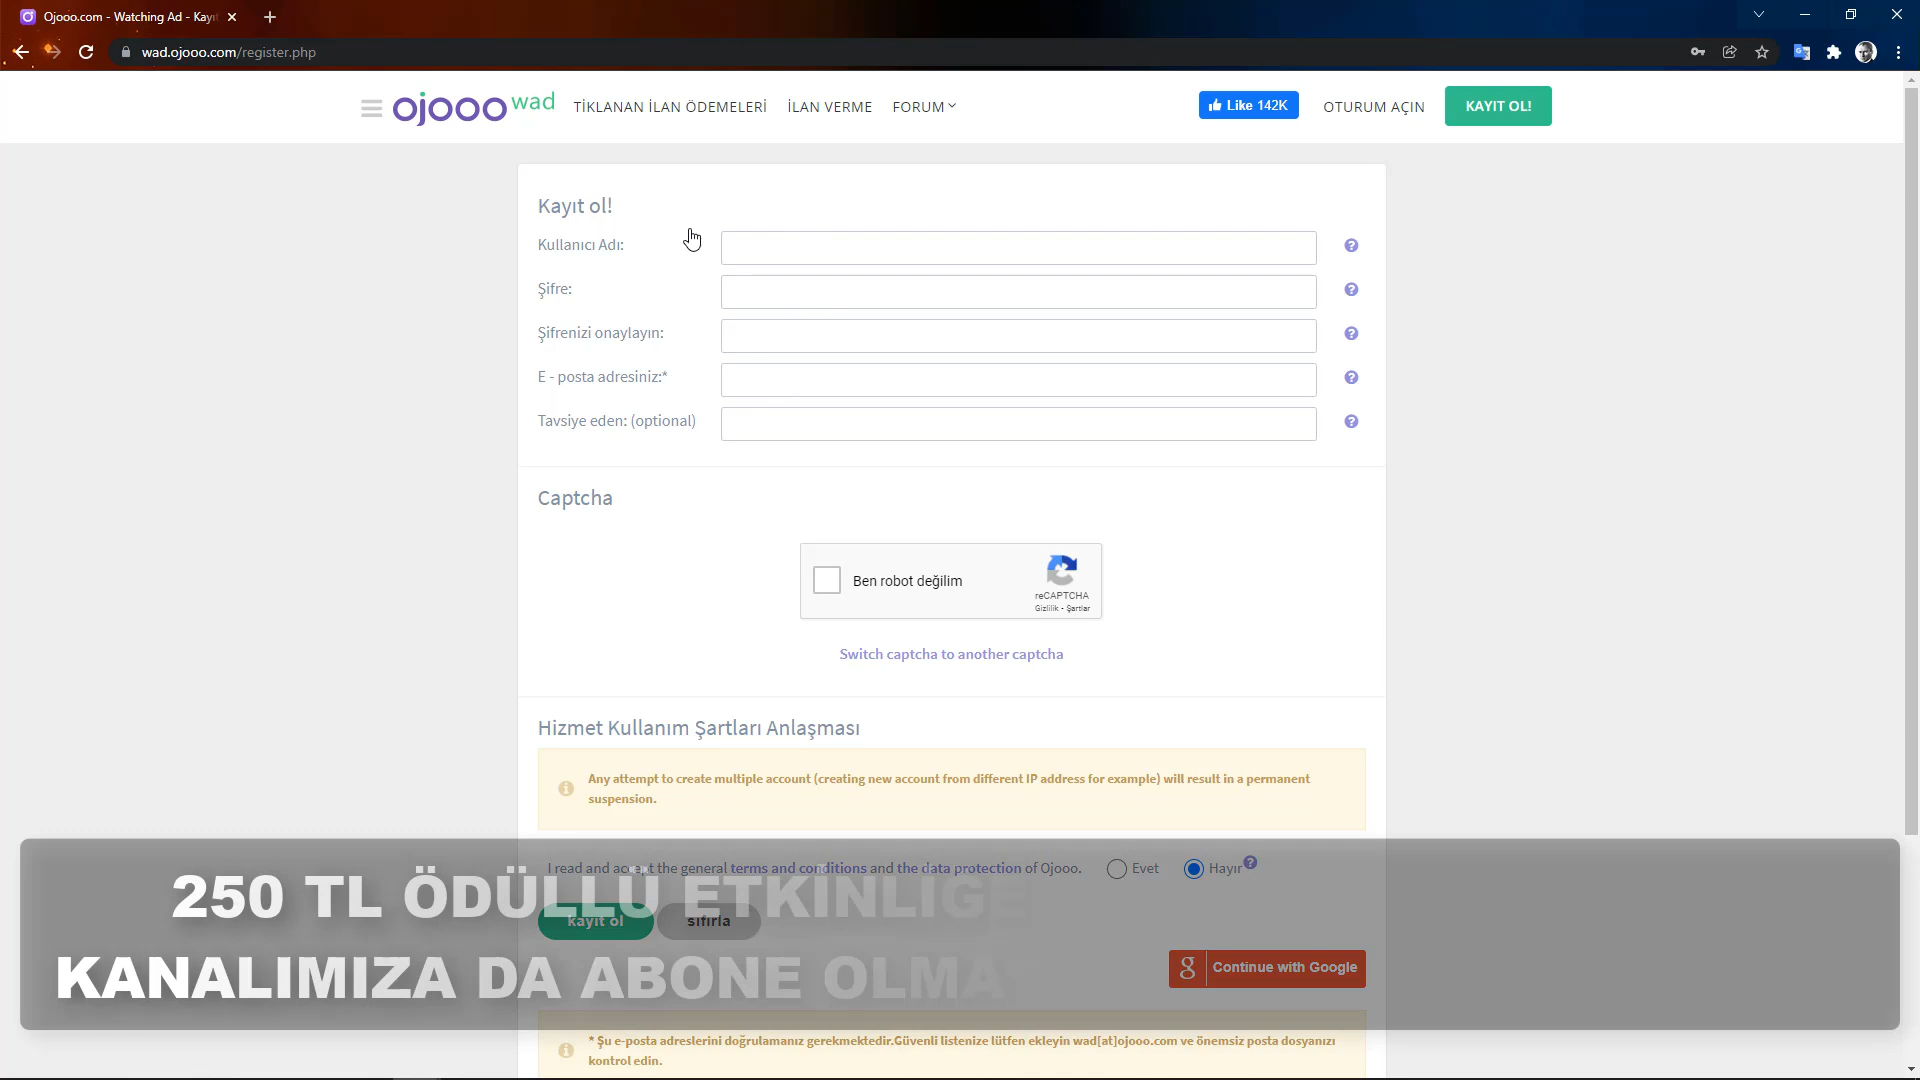 Ojooo.com - Watching Ad - Kayı
wad.ojooo.com/register.php
ojooo wad
TIKLANAN İLAN ÖDEMELERİ
İLAN VERME
FORUM
Like 142K
OTURUM AÇIN
KAYIT OL!
Kayıt ol!
Kullanıcı Adı:
Şifre:
Şifrenizi onaylayın:
E - posta adresiniz:*
Tavsiye eden: (optional)
Captcha
Ben robot değilim
reCAPTCHA
Gizlilik - Şartlar
Switch captcha to another captcha
Hizmet Kullanım Şartları Anlaşması
Any attempt to create multiple account (creating new account from different IP address for example) will result in a permanent
suspension.
I read and accept the general terms and conditions and the data protection of Ojooo.
Evet
Hayır
250 TL ÖDÜLLÜ ETKİNLİĞE
kayıt ol
sıfırla
KANALIMIZA DA ABONE OLMA
g Continue with Google
* Şu e-posta adreslerini doğrulamanız gerekmektedir.Güvenli listenize lütfen ekleyin wad[at]ojooo.com ve önemsiz posta dosyanızı
kontrol edin.